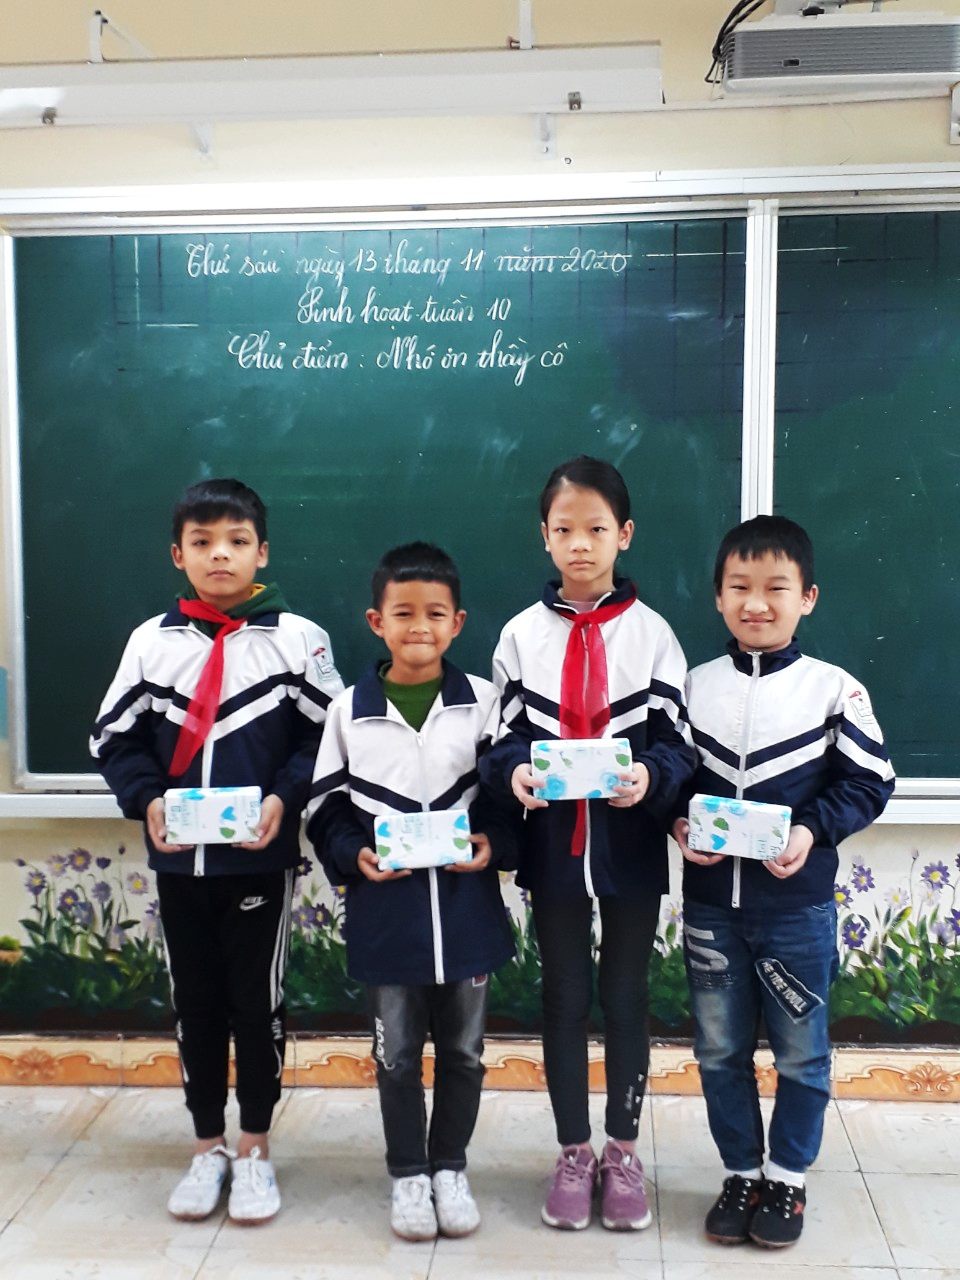 Thứ sáu ngày 13 tháng 11 năm 2020
Sinh hoạt tuần 10
Chủ điểm : Nhớ ơn thầy cô